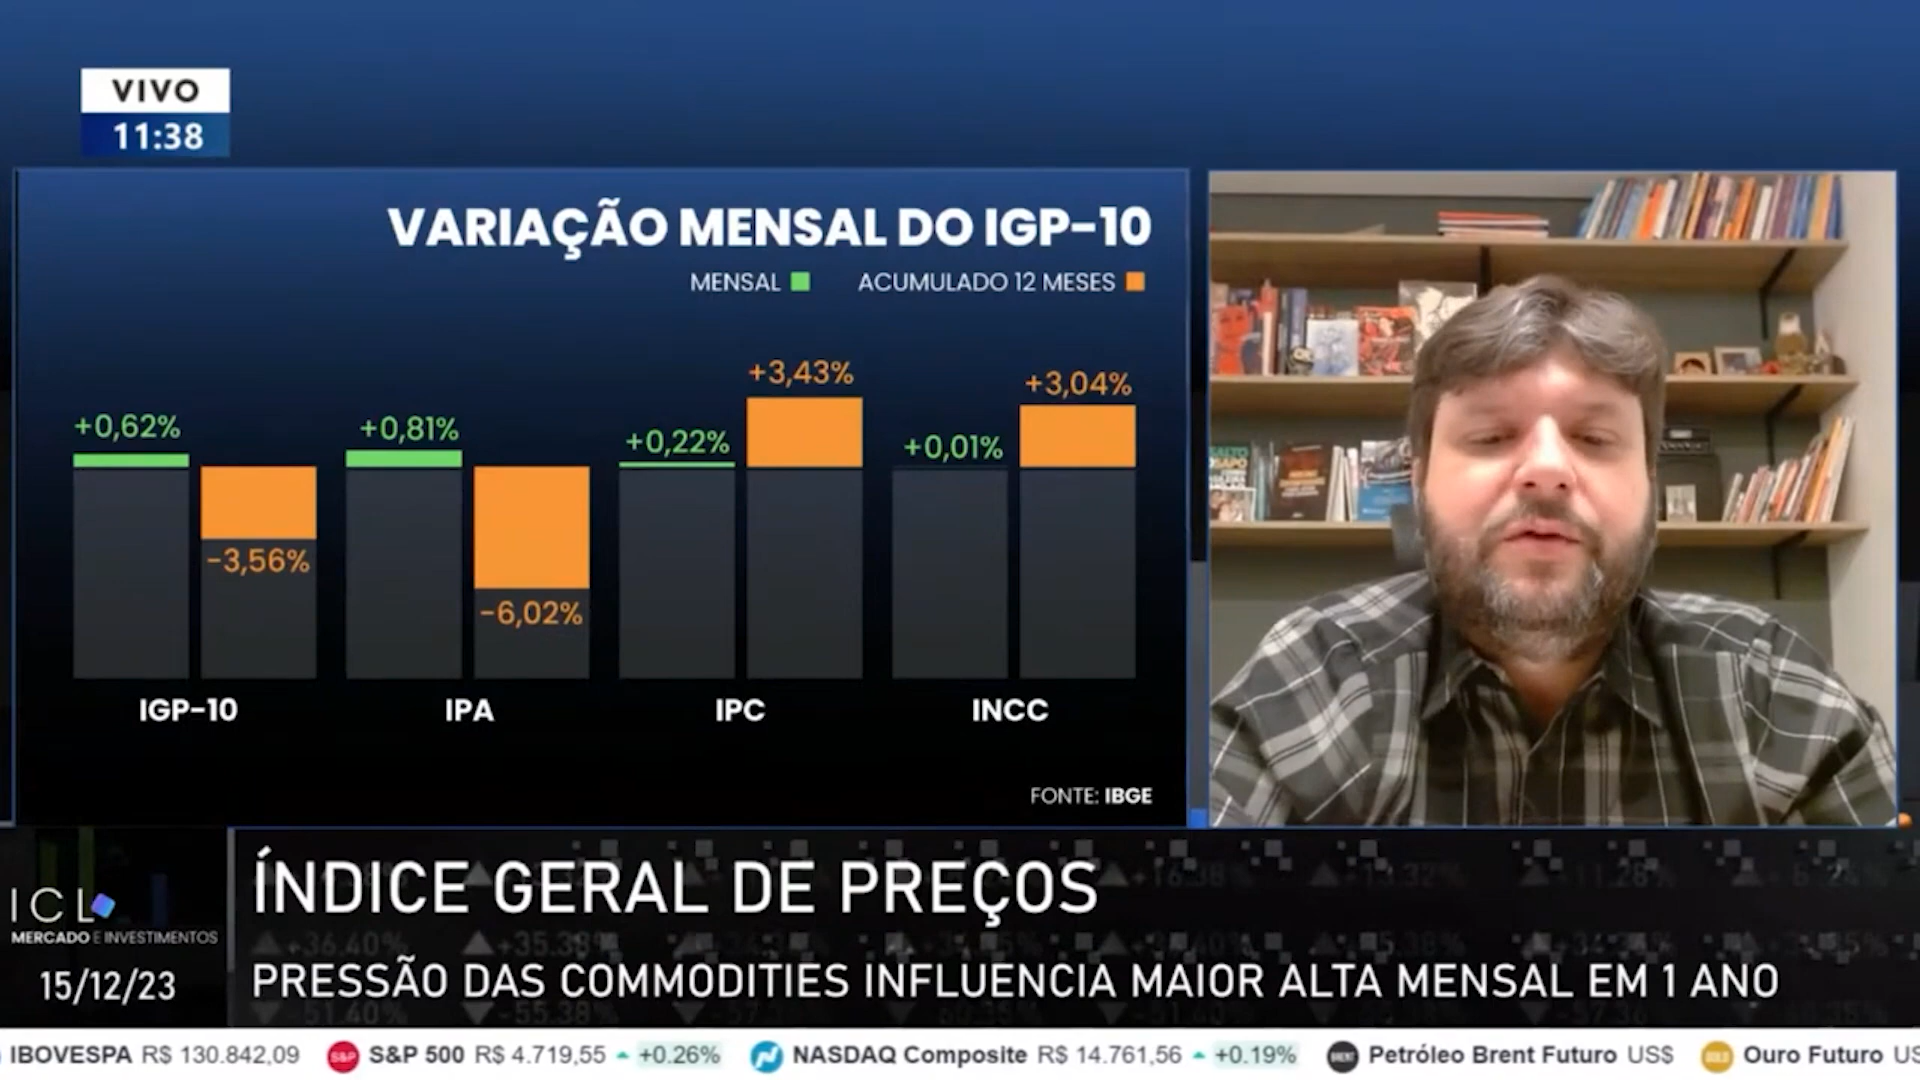 VIVO
11:38
VARIAÇÃO MENSAL DO IGP-10
MENSAL
ACUMULADO 12 MESES
+0,62%
-3,56%
+0,81%
-6,02%
+0,22%
+3,43%
+0,01%
+3,04%
IGP-10
IPA
IPC
INCC
FONTE: IBGE
ICL
MERCADO E INVESTIMENTOS
15/12/23
ÍNDICE GERAL DE PREÇOS
PRESSÃO DAS COMMODITIES INFLUENCIA MAIOR ALTA MENSAL EM 1 ANO
IBOVESPA R$ 130.842,09 S&P S&P 500 R$ 4.719,55 +0.26% NASDAQ Composite R$ 14.761,56 +0.19% BRENT Petróleo Brent Futuro US$ GOLD Ouro Futuro US